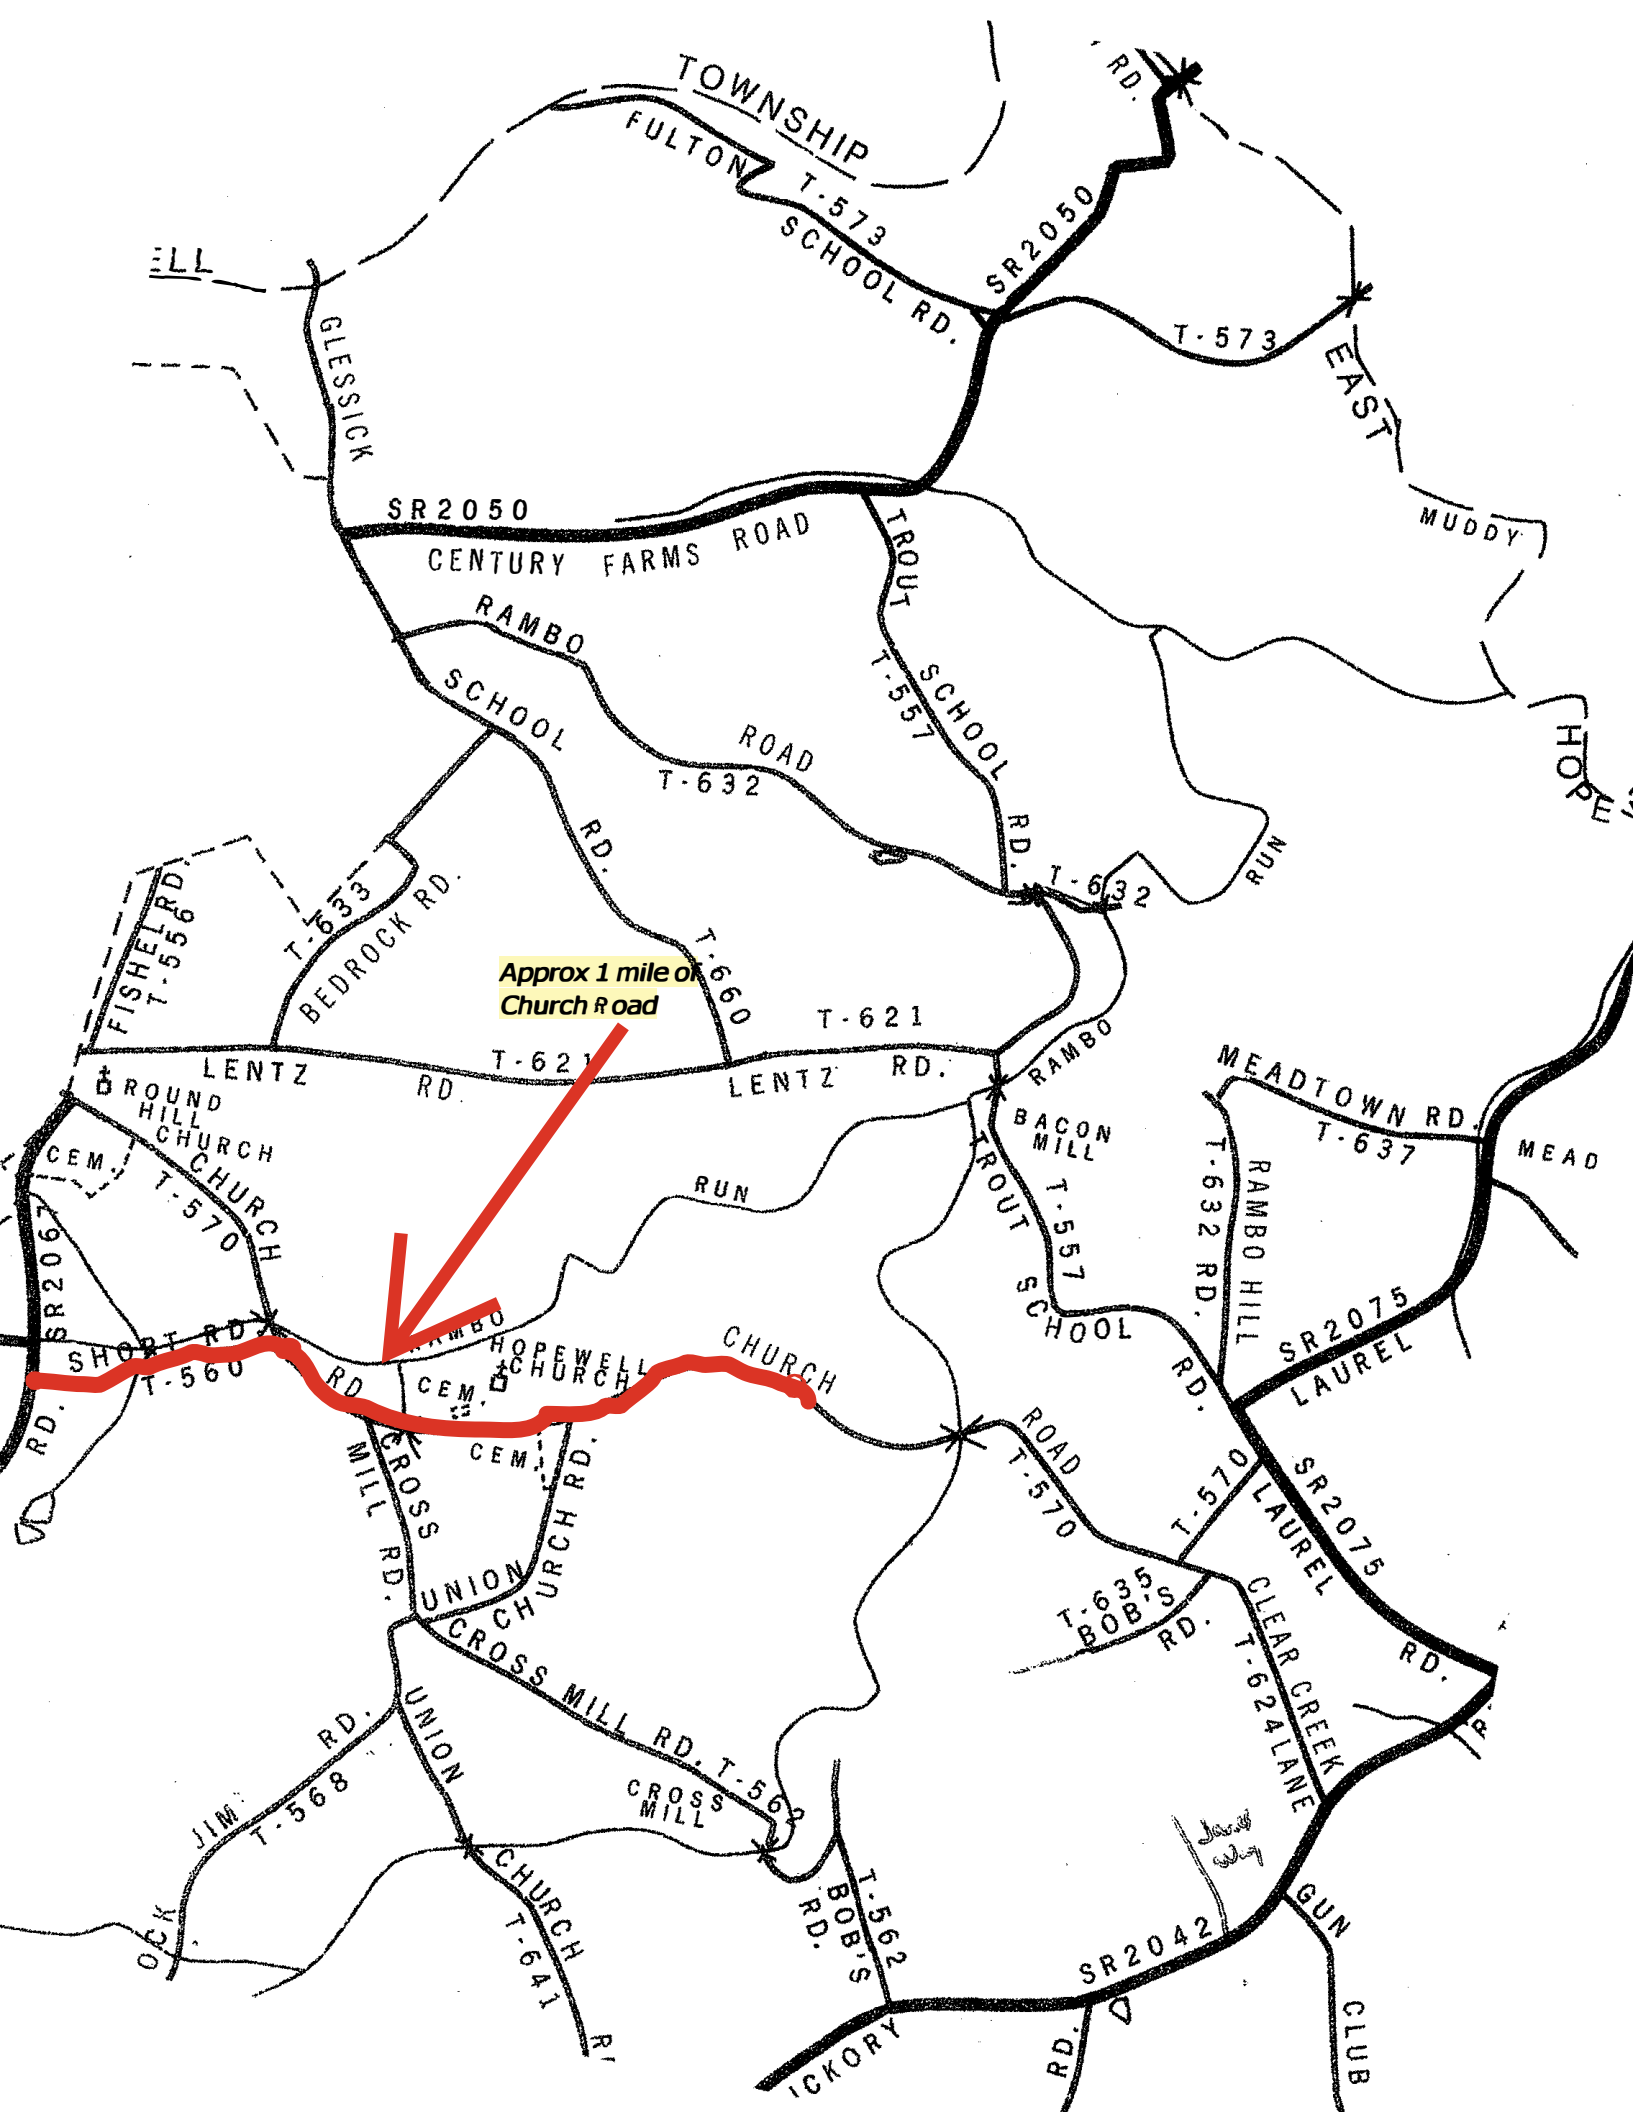 TOWNSHIP
RD.
FULTON
T-573
SCHOOL RD.
SR2050
ELL
T-573
EAST
GLESSICK
SR2050
CENTURY FARMS ROAD
MUDDY
TROUT
RAMBO
SCHOOL
T-557
SCHOOL
ROAD
T-632
HOPE
RD.
RD.
T-632
RUN
FISHEL RD.
T-556
T-633
BEDROCK RD.
T-660
Approx 1 mile of
Church Road
T-621
T-621
LENTZ
RD.
LENTZ
RD.
RAMBO
MEADTOWN RD.
T-637
MEAD
ROUND
HILL
CHURCH
CEM.
CHURCH
T-570
BACON
MILL
TROUT
T-557
T-632 RD.
RAMBO HILL
RUN
SR2067
SCHOOL
SR2075
LAUREL
SHORT RD
T-560
RAMBO
HOPEWELL
CHURCH
CEM.
CHURCH
RD
RD.
RD.
CROSS
MILL RD.
CEM.
ROAD
T-570
T-570
SR2075
LAUREL
UNION
CHURCH RD.
T-635
BOB'S
RD.
CLEAR CREEK
T-624 LANE
RD.
CROSS MILL RD. T-562
UNION
RD.
JIM
T-568
CROSS
MILL
OCK
CHURCH
T-641
T-562
BOB'S
RD.
SR2042
GUN
CLUB
ICKORY
RD.